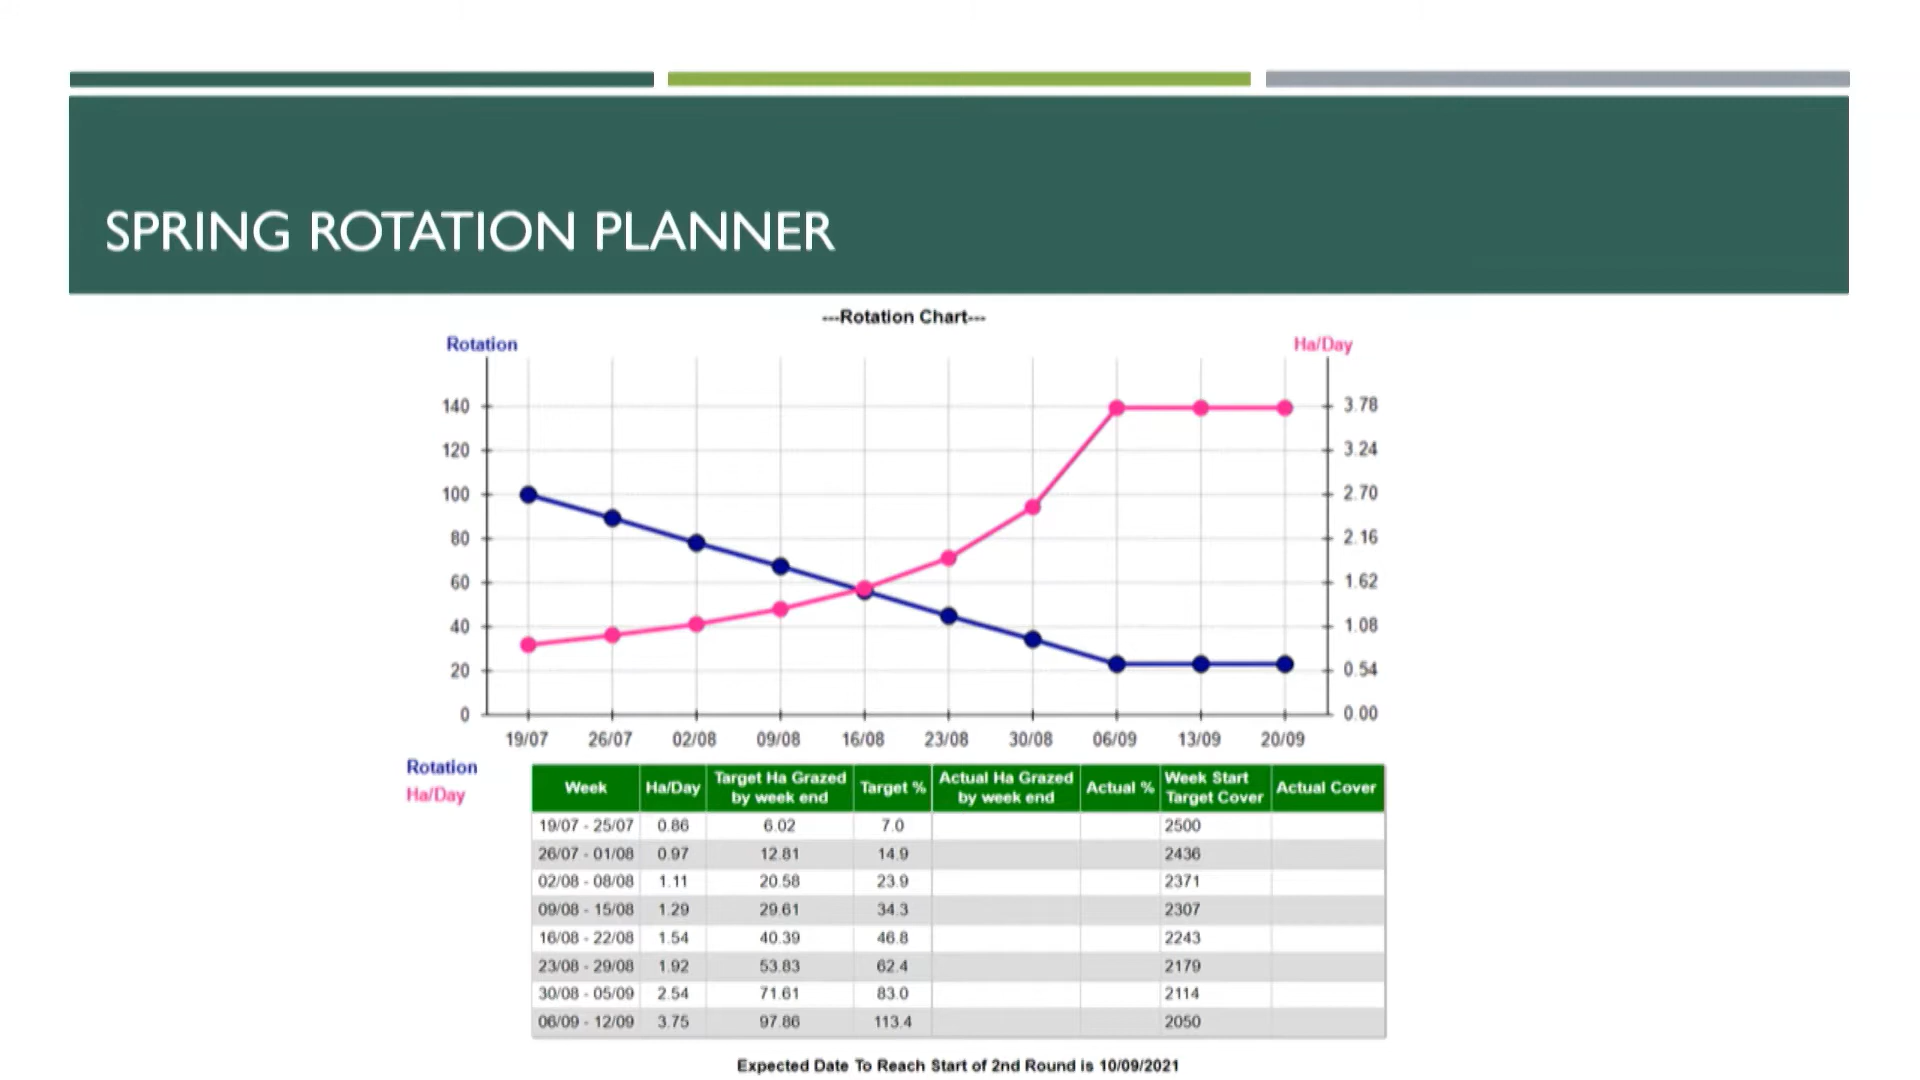 SPRING ROTATION PLANNER
---Rotation Chart---
Rotation Ha/Day
140 3.78
120 3.24
100 2.70
80 2.16
60 1.62
40 1.08
20 0.54
0 0.00
19/07 26/07 02/08 09/08 16/08 23/08 30/08 06/09 13/09 20/09
Rotation
Ha/Day
Week Ha/Day Target Ha Grazed by week end Target % Actual Ha Grazed by week end Actual % Week Start Target Cover Actual Cover
19/07 - 25/07 0.86 6.02 7.0 2500
26/07 - 01/08 0.97 12.81 14.9 2436
02/08 - 08/08 1.11 20.58 23.9 2371
09/08 - 15/08 1.29 29.61 34.3 2307
16/08 - 22/08 1.54 40.39 46.8 2243
23/08 - 29/08 1.92 53.83 62.4 2179
30/08 - 05/09 2.54 71.61 83.0 2114
06/09 - 12/09 3.75 97.86 113.4 2050
Expected Date To Reach Start of 2nd Round is 10/09/2021